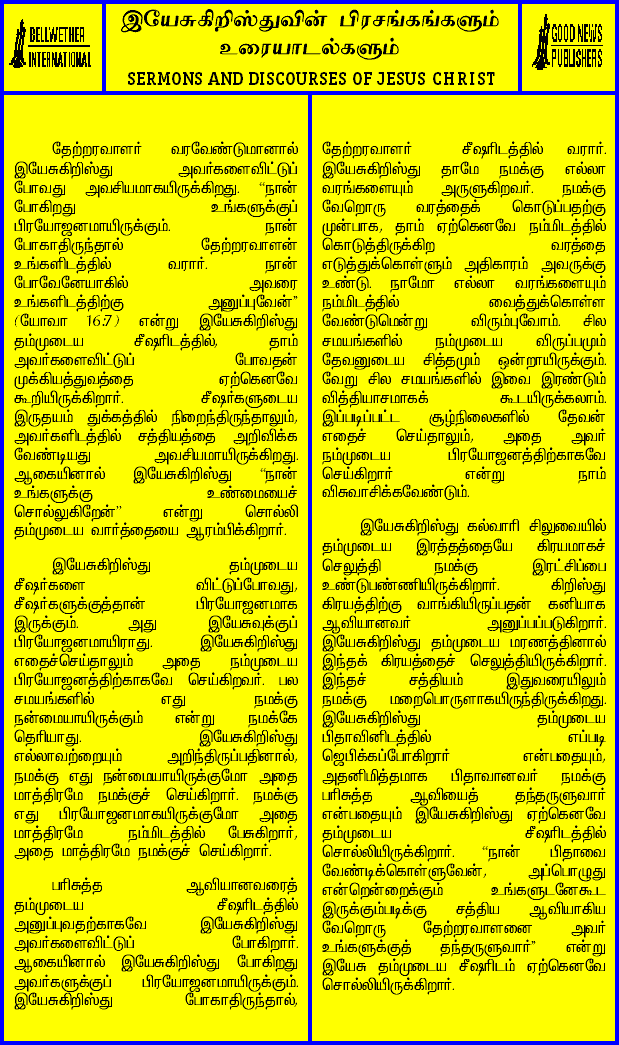 BELLWETHER
INTERNATIONAL
இயேசுகிறிஸ்துவின் பிரசங்கங்களும்
உரையாடல்களும்
SERMONS AND DISCOURSES OF JESUS CHRIST
GOOD NEWS
PUBLISHERS
தேற்றரவாளர் வரவேண்டுமானால்
இயேசுகிறிஸ்து அவர்களைவிட்டுப்
போவது அவசியமாகயிருக்கிறது. “நான்
போகிறது உங்களுக்குப்
பிரயோஜனமாயிருக்கும். நான்
போகாதிருந்தால் தேற்றரவாளன்
உங்களிடத்தில் வரார். நான்
போவேனேயாகில் அவரை
உங்களிடத்திற்கு அனுப்புவேன்”
(யோவா 16:7) என்று இயேசுகிறிஸ்து
தம்முடைய சீஷரிடத்தில், தாம்
அவர்களைவிட்டுப் போவதன்
முக்கியத்துவத்தை ஏற்கெனவே
கூறியிருக்கிறார். சீஷர்களுடைய
இருதயம் துக்கத்தில் நிறைந்திருந்தாலும்,
அவர்களிடத்தில் சத்தியத்தை அறிவிக்க
வேண்டியது அவசியமாயிருக்கிறது.
ஆகையினால் இயேசுகிறிஸ்து “நான்
உங்களுக்கு உண்மையைச்
சொல்லுகிறேன்” என்று சொல்லி
தம்முடைய வார்த்தையை ஆரம்பிக்கிறார்.
இயேசுகிறிஸ்து தம்முடைய
சீஷர்களை விட்டுப்போவது,
சீஷர்களுக்குத்தான் பிரயோஜனமாக
இருக்கும். அது இயேசுவுக்குப்
பிரயோஜனமாயிராது. இயேசுகிறிஸ்து
எதைச்செய்தாலும் அதை நம்முடைய
பிரயோஜனத்திற்காகவே செய்கிறவர். பல
சமயங்களில் எது நமக்கு
நன்மையாயிருக்கும் என்று நமக்கே
தெரியாது. இயேசுகிறிஸ்து
எல்லாவற்றையும் அறிந்திருப்பதினால்,
நமக்கு எது நன்மையாயிருக்குமோ அதை
மாத்திரமே நமக்குச் செய்கிறார். நமக்கு
எது பிரயோஜனமாகயிருக்குமோ அதை
மாத்திரமே நம்மிடத்தில் பேசுகிறார்,
அதை மாத்திரமே நமக்குச் செய்கிறார்.
பரிசுத்த ஆவியானவரைத்
தம்முடைய சீஷரிடத்தில்
அனுப்புவதற்காகவே இயேசுகிறிஸ்து
அவர்களைவிட்டுப் போகிறார்.
ஆகையினால் இயேசுகிறிஸ்து போகிறது
அவர்களுக்குப் பிரயோஜனமாயிருக்கும்.
இயேசுகிறிஸ்து போகாதிருந்தால்,
தேற்றரவாளர் சீஷரிடத்தில் வரார்.
இயேசுகிறிஸ்து தாமே நமக்கு எல்லா
வரங்களையும் அருளுகிறவர். நமக்கு
வேறொரு வரத்தைக் கொடுப்பதற்கு
முன்பாக, தாம் ஏற்கெனவே நம்மிடத்தில்
கொடுத்திருக்கிற வரத்தை
எடுத்துக்கொள்ளும் அதிகாரம் அவருக்கு
உண்டு. நாமோ எல்லா வரங்களையும்
நம்மிடத்தில் வைத்துக்கொள்ள
வேண்டுமென்று விரும்புவோம். சில
சமயங்களில் நம்முடைய விருப்பமும்
தேவனுடைய சித்தமும் ஒன்றாயிருக்கும்.
வேறு சில சமயங்களில் இவை இரண்டும்
வித்தியாசமாகக் கூடயிருக்கலாம்.
இப்படிப்பட்ட சூழ்நிலைகளில் தேவன்
எதைச் செய்தாலும், அதை அவர்
நம்முடைய பிரயோஜனத்திற்காகவே
செய்கிறார் என்று நாம்
விசுவாசிக்கவேண்டும்.
இயேசுகிறிஸ்து கல்வாரி சிலுவையில்
தம்முடைய இரத்தத்தையே கிரயமாகச்
செலுத்தி நமக்கு இரட்சிப்பை
உண்டுபண்ணியிருக்கிறார். கிறிஸ்து
கிரயத்திற்கு வாங்கியிருப்பதன் கனியாக
ஆவியானவர் அனுப்பப்படுகிறார்.
இயேசுகிறிஸ்து தம்முடைய மரணத்தினால்
இந்தக் கிரயத்தைச் செலுத்தியிருக்கிறார்.
இந்தச் சத்தியம் இதுவரையிலும்
நமக்கு மறைபொருளாகயிருந்திருக்கிறது.
இயேசுகிறிஸ்து தம்முடைய
பிதாவினிடத்தில் எப்படி
ஜெபிக்கப்போகிறார் என்பதையும்,
அதனிமித்தமாக பிதாவானவர் நமக்கு
பரிசுத்த ஆவியைத் தந்தருளுவார்
என்பதையும் இயேசுகிறிஸ்து ஏற்கெனவே
தம்முடைய சீஷரிடத்தில்
சொல்லியிருக்கிறார். “நான் பிதாவை
வேண்டிக்கொள்ளுவேன், அப்பொழுது
என்றென்றைக்கும் உங்களுடனேகூட
இருக்கும்படிக்கு சத்திய ஆவியாகிய
வேறொரு தேற்றரவாளனை அவர்
உங்களுக்குத் தந்தருளுவார்” என்று
இயேசு தம்முடைய சீஷரிடம் ஏற்கெனவே
சொல்லியிருக்கிறார்.